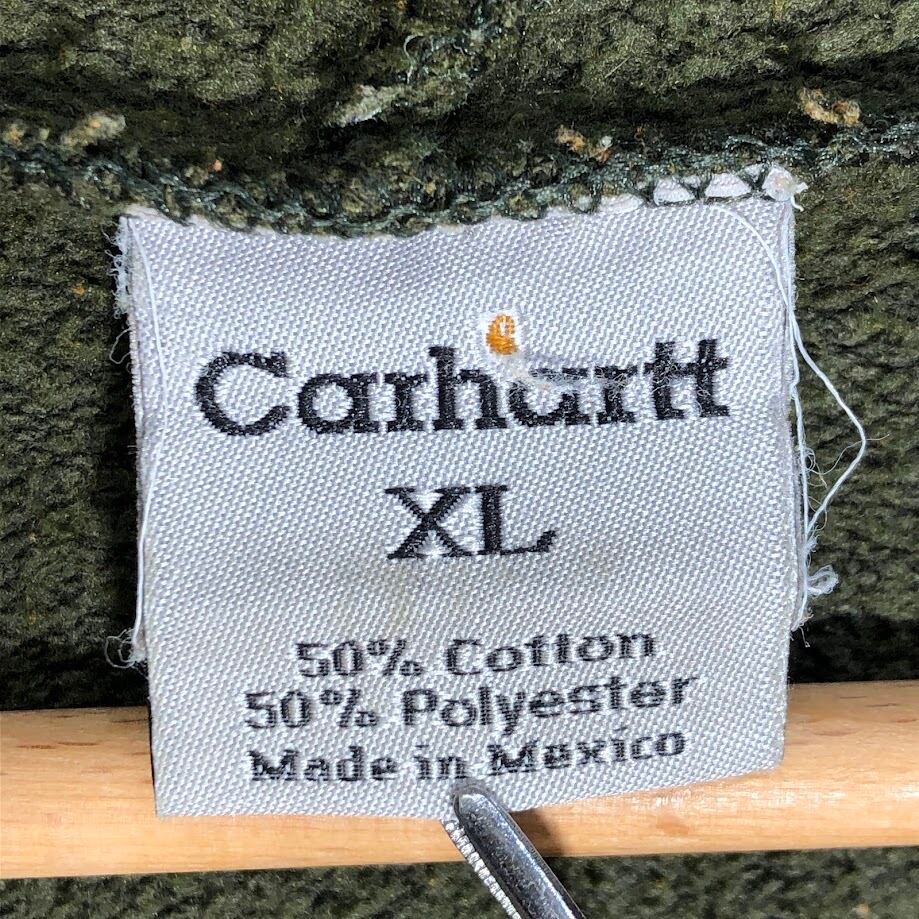 Carhartt
XL
50% Cotton
50% Polyester
Made in Mexico